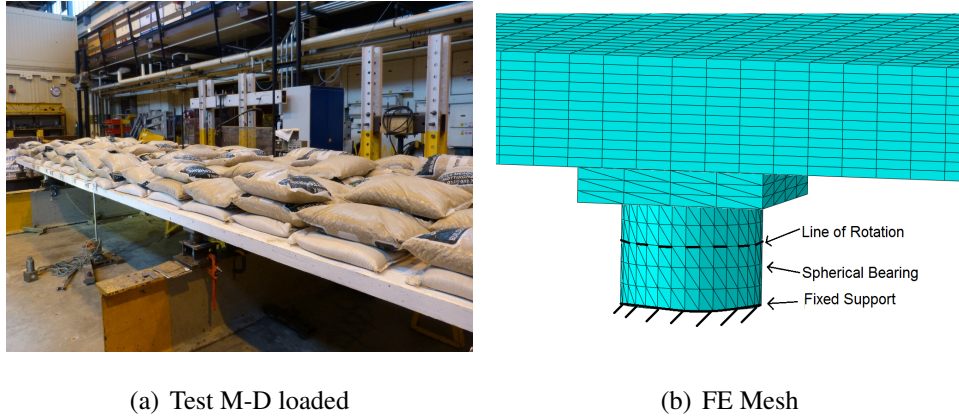 Line of Rotation
Spherical Bearing
Fixed Support
(a) Test M-D loaded
(b) FE Mesh